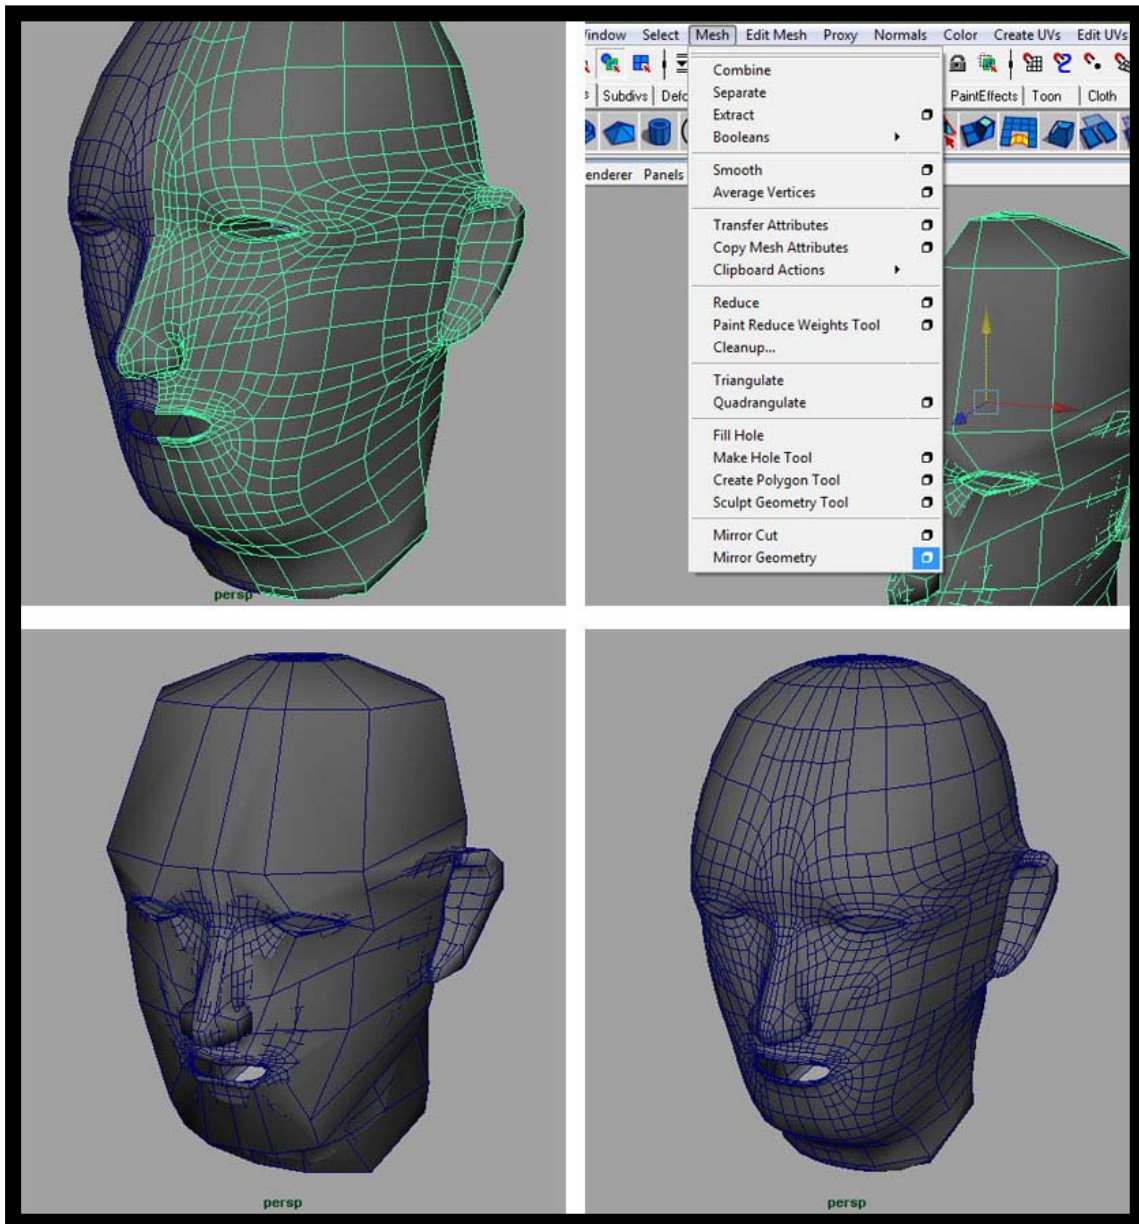 persp
indow Select Mesh Edit Mesh Proxy Normals Color Create UVs Edit UVs
s Subdivs Defo PaintEffects Toon Cloth
enderer Panels
Combine
Separate
Extract
Booleans
Smooth
Average Vertices
Transfer Attributes
Copy Mesh Attributes
Clipboard Actions
Reduce
Paint Reduce Weights Tool
Cleanup...
Triangulate
Quadrangulate
Fill Hole
Make Hole Tool
Create Polygon Tool
Sculpt Geometry Tool
Mirror Cut
Mirror Geometry
persp
persp